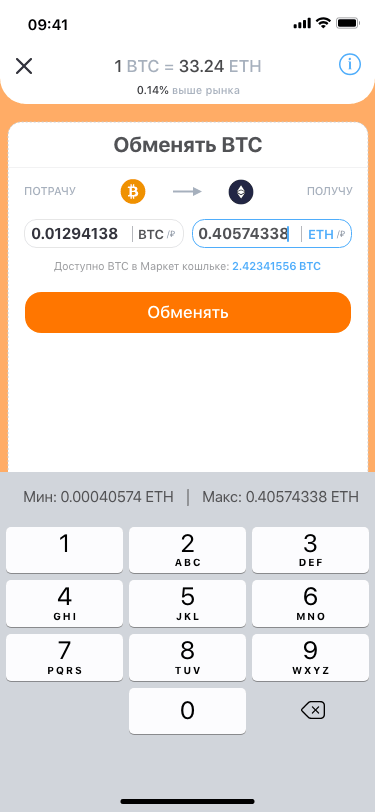 09:41
1 BTC = 33.24 ETH
0.14% выше рынка
Обменять BTC
ПОТРАЧУ ПОЛУЧУ
0.01294138 BTC /₽ 0.40574338 ETH /₽
Доступно BTC в Маркет кошльке: 2.42341556 BTC
Обменять
Мин: 0.00040574 ETH | Макс: 0.40574338 ETH
1 2 3
ABC DEF
4 5 6
GHI JKL MNO
7 8 9
PQRS TUV WXYZ
0